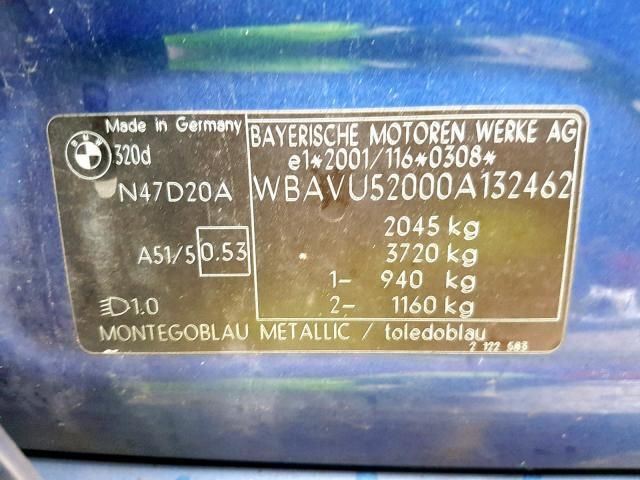 Made in Germany
BMW
320d
N47D20A
A51/5 0.53
1.0
BAYERISCHE MOTOREN WERKE AG
e1*2001/116*0308*
WBAVU52000A132462
2045 kg
3720 kg
1- 940 kg
2- 1160 kg
MONTEGOBLAU METALLIC / toledoblau
2 122 583